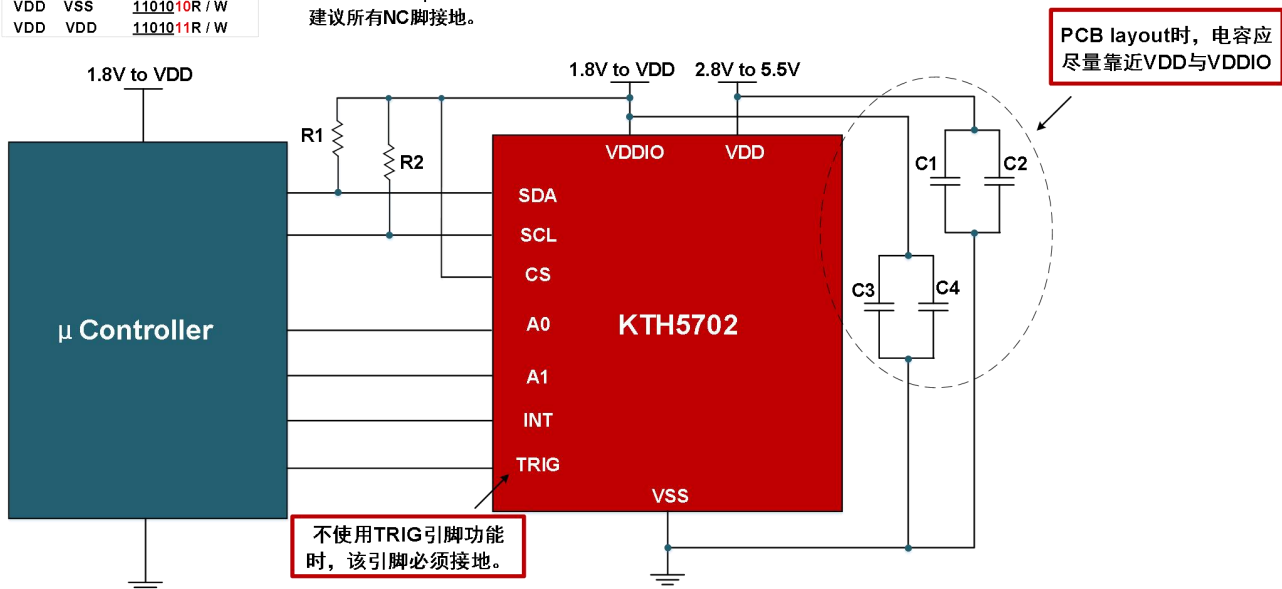 VDD VSS 1101010R / W
VDD VDD 1101011R / W
建议所有NC脚接地。
PCB layout时，电容应
尽量靠近VDD与VDDIO
1.8V to VDD
1.8V to VDD
2.8V to 5.5V
R1
R2
VDDIO
VDD
C1
C2
SDA
SCL
CS
C3
C4
μ Controller
A0
KTH5702
A1
INT
TRIG
VSS
不使用TRIG引脚功能
时，该引脚必须接地。